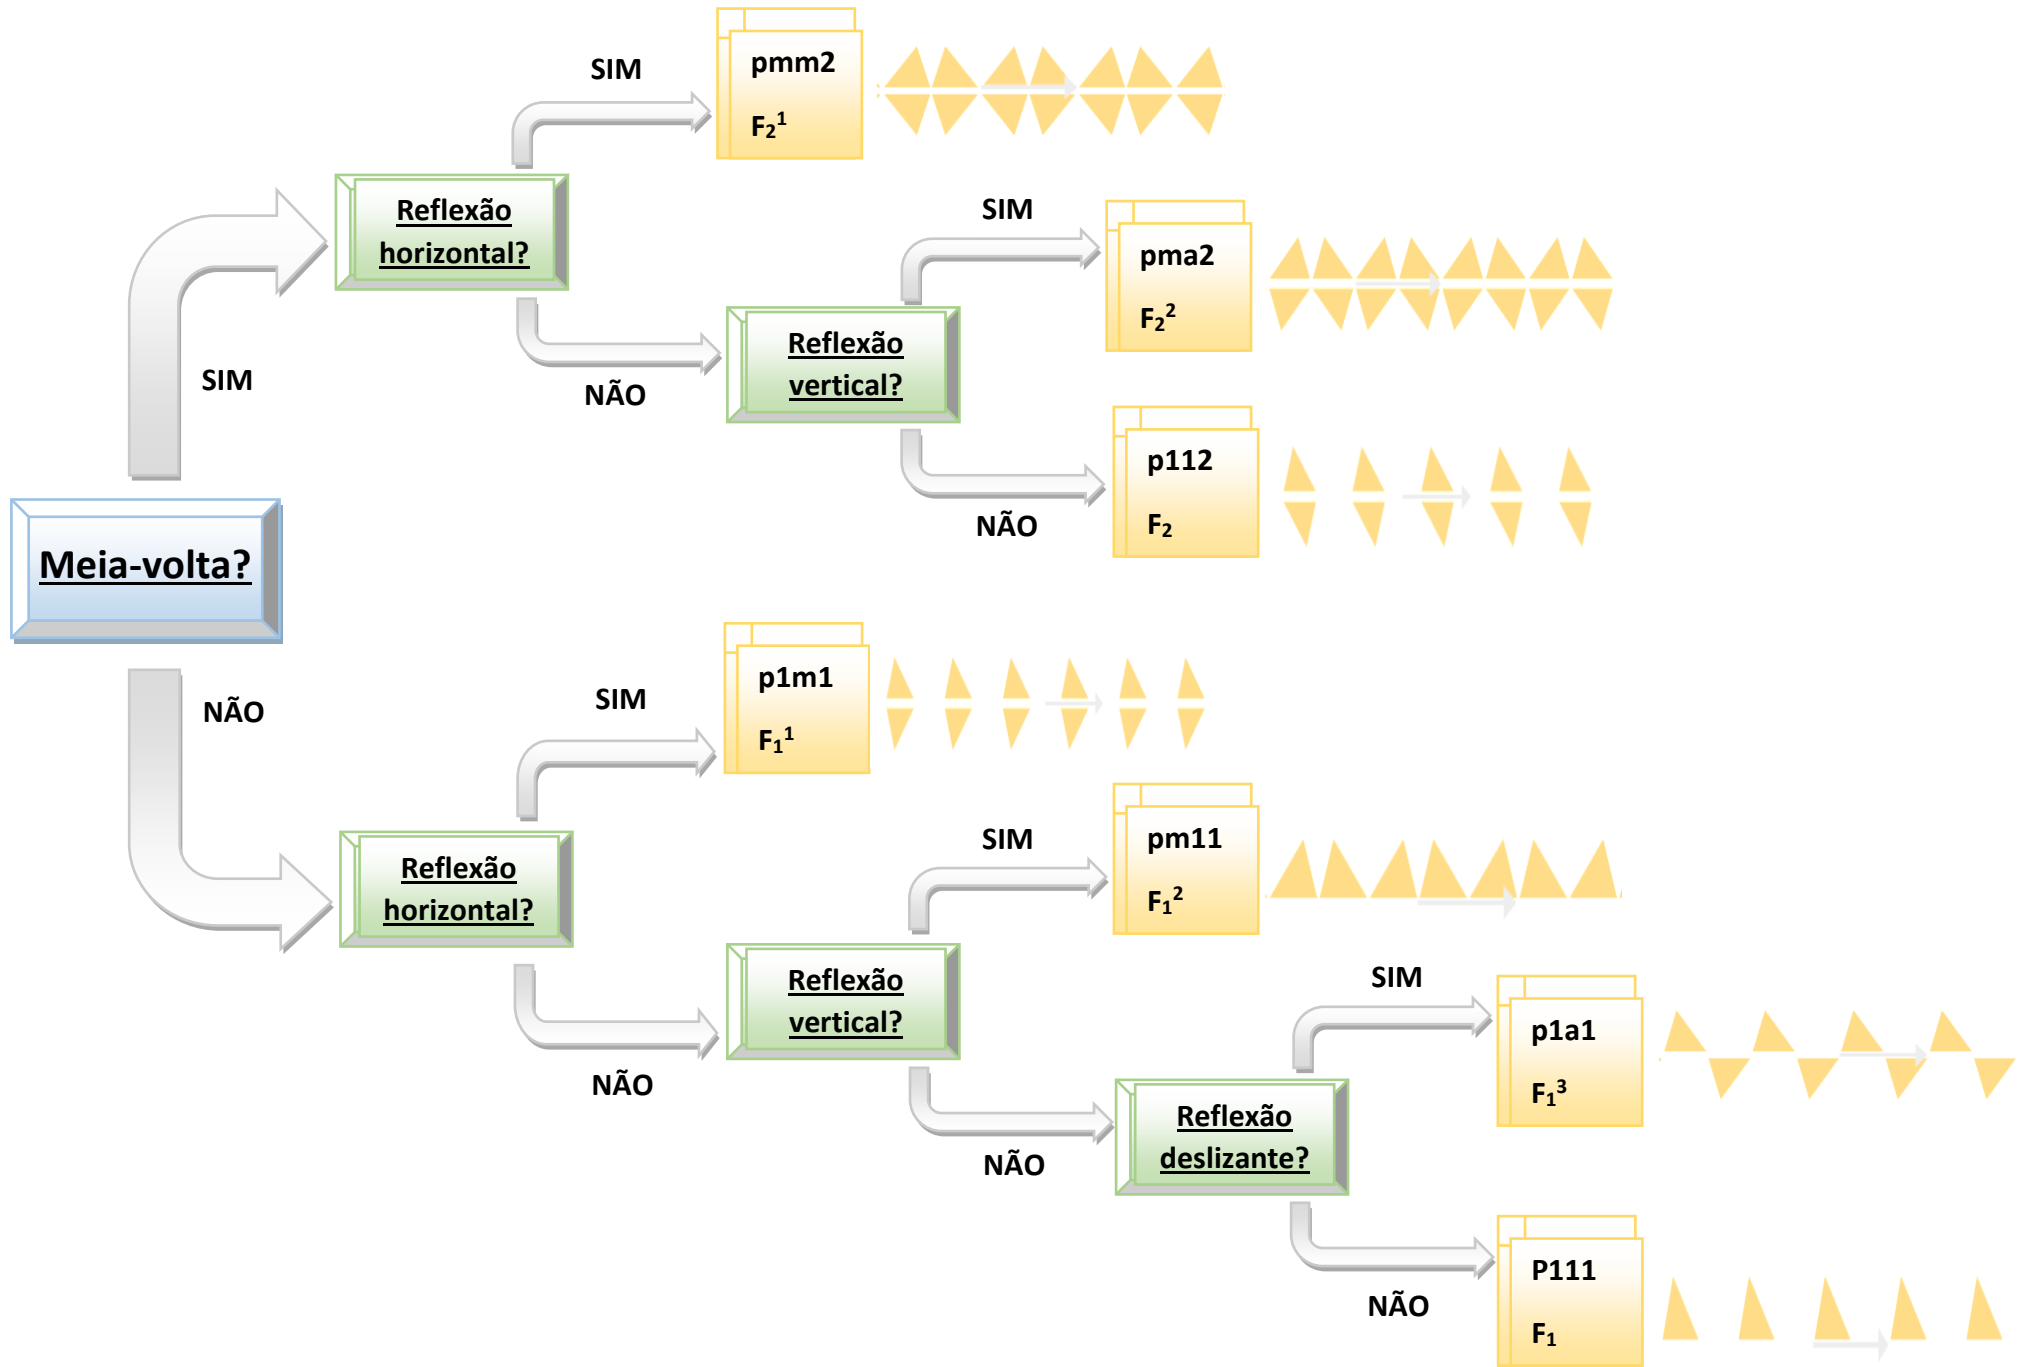 SIM
pmm2
F₂¹
Reflexão
horizontal?
SIM
pma2
F₂²
SIM
NÃO
Reflexão
vertical?
p112
F₂
NÃO
Meia-volta?
NÃO
SIM
p1m1
F₁¹
Reflexão
horizontal?
SIM
pm11
F₁²
NÃO
Reflexão
vertical?
SIM
p1a1
F₁³
NÃO
Reflexão
deslizante?
NÃO
P111
F₁